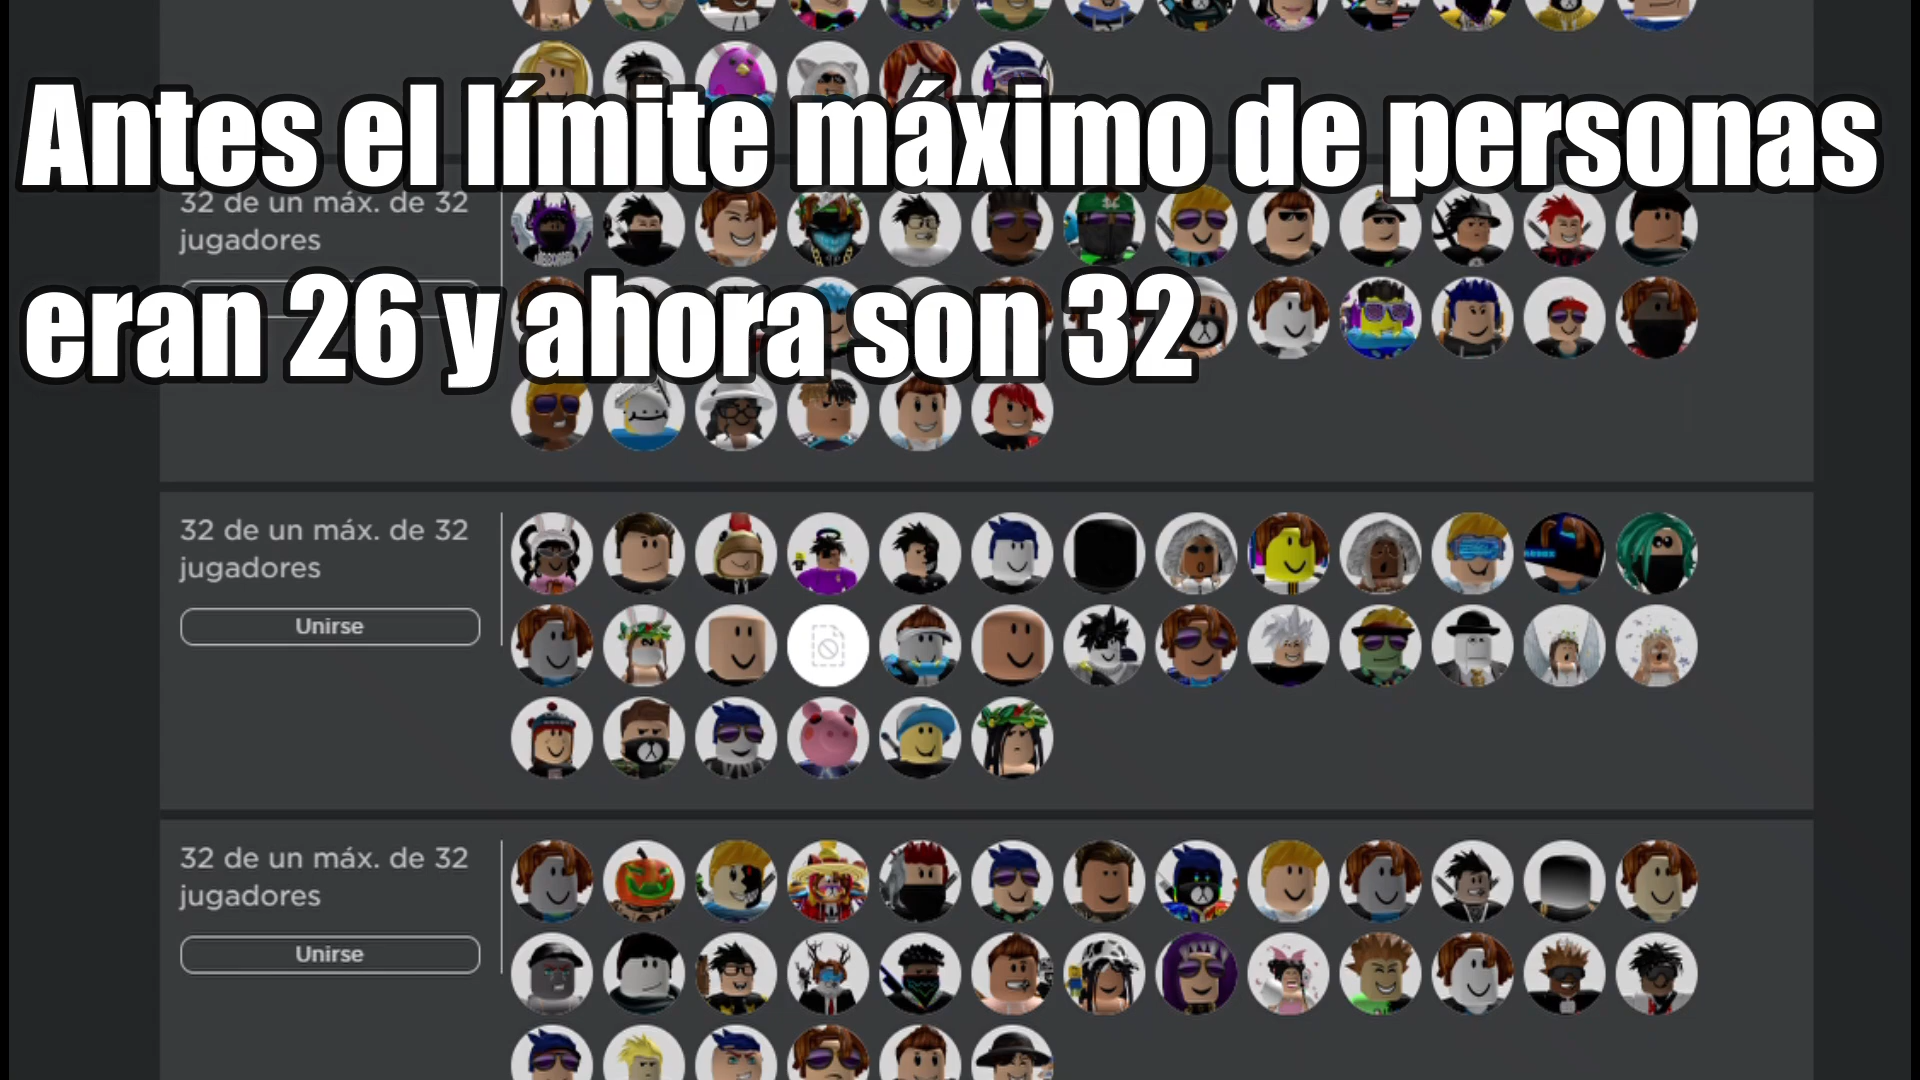 Antes el límite máximo de personas
32 de un máx. de 32
jugadores
eran 26 y ahora son 32
32 de un máx. de 32
jugadores
Unirse
32 de un máx. de 32
jugadores
Unirse